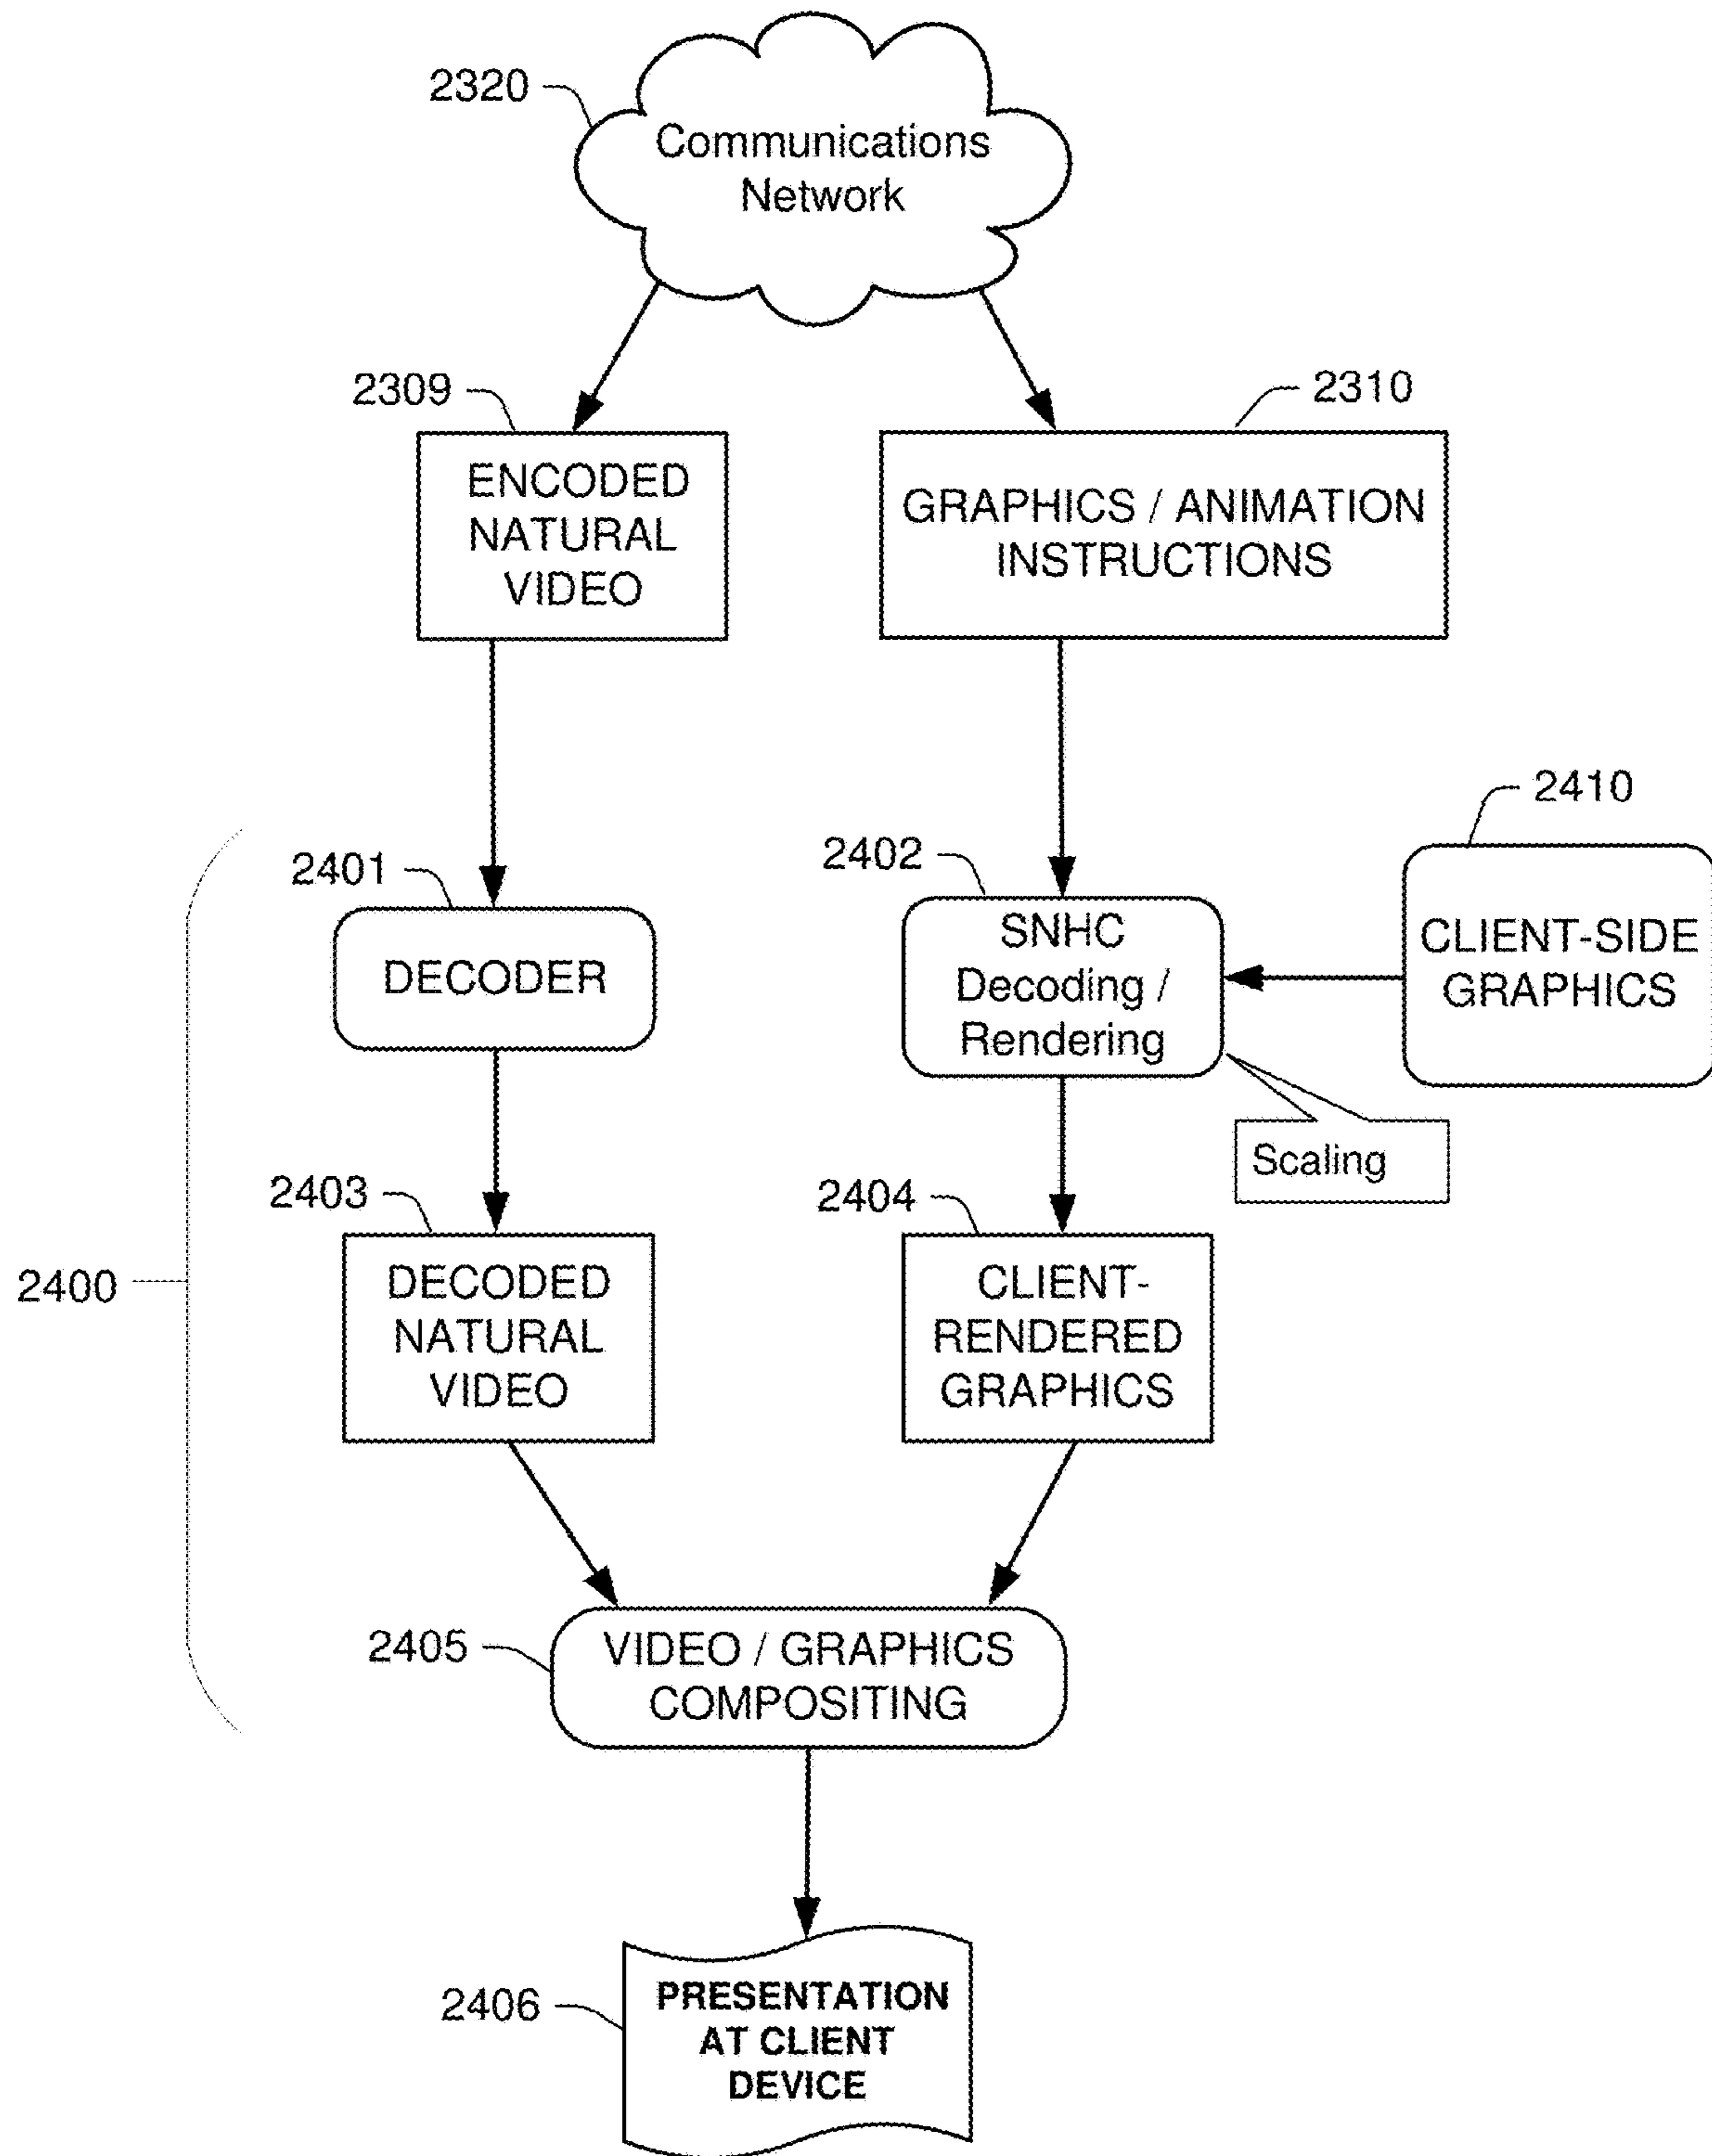 2320
Communications
Network
2309
2310
ENCODED
NATURAL
VIDEO
GRAPHICS / ANIMATION
INSTRUCTIONS
2410
2401
2402
DECODER
SNHC
Decoding /
Rendering
CLIENT-SIDE
GRAPHICS
Scaling
2403
2404
2400
DECODED
NATURAL
VIDEO
CLIENT-
RENDERED
GRAPHICS
2405
VIDEO / GRAPHICS
COMPOSITING
2406
PRESENTATION
AT CLIENT
DEVICE